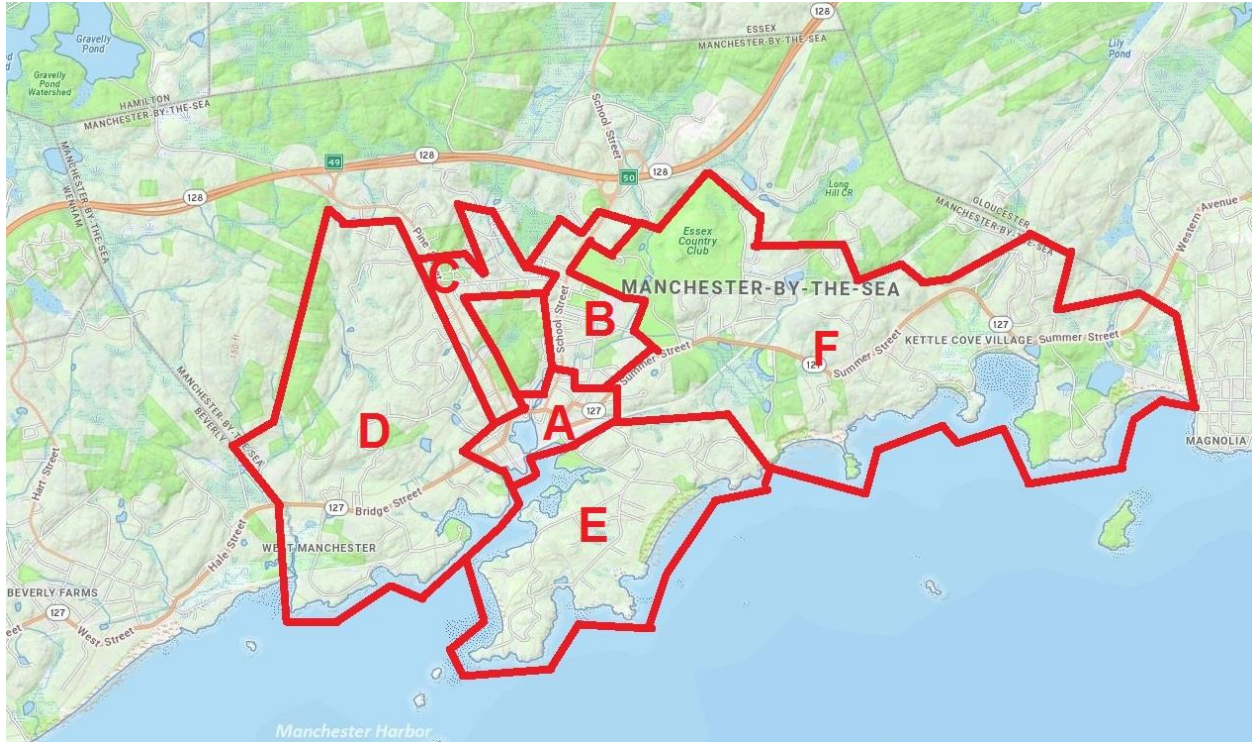 128
ESSEX
MANCHESTER-BY-THE-SEA
Gravelly
Pond
Gravelly
Pond
Watershed
Lily
Pond
HAMILTON
MANCHESTER-BY-THE-SEA
School Street
49
128
128
50
128
MANCHESTER-BY-THE-SEA
WENHAM
Long
Hill CR
GLOUCESTER
MANCHESTER-BY-THE-SEA
Western Avenue
Pine
Essex
Country
Club
C
MANCHESTER-BY-THE-SEA
B
School Street
150 ft
127
KETTLE COVE VILLAGE
Summer Street
F
127
Summer Street
Summer Street
MANCHESTER-BY-THE-SEA
BEVERLY
D
A
127
MAGNOLIA
Hart Street
127
Bridge Street
E
Hale Street
WEST MANCHESTER
BEVERLY FARMS
127
West Street
eet
Manchester Harbor